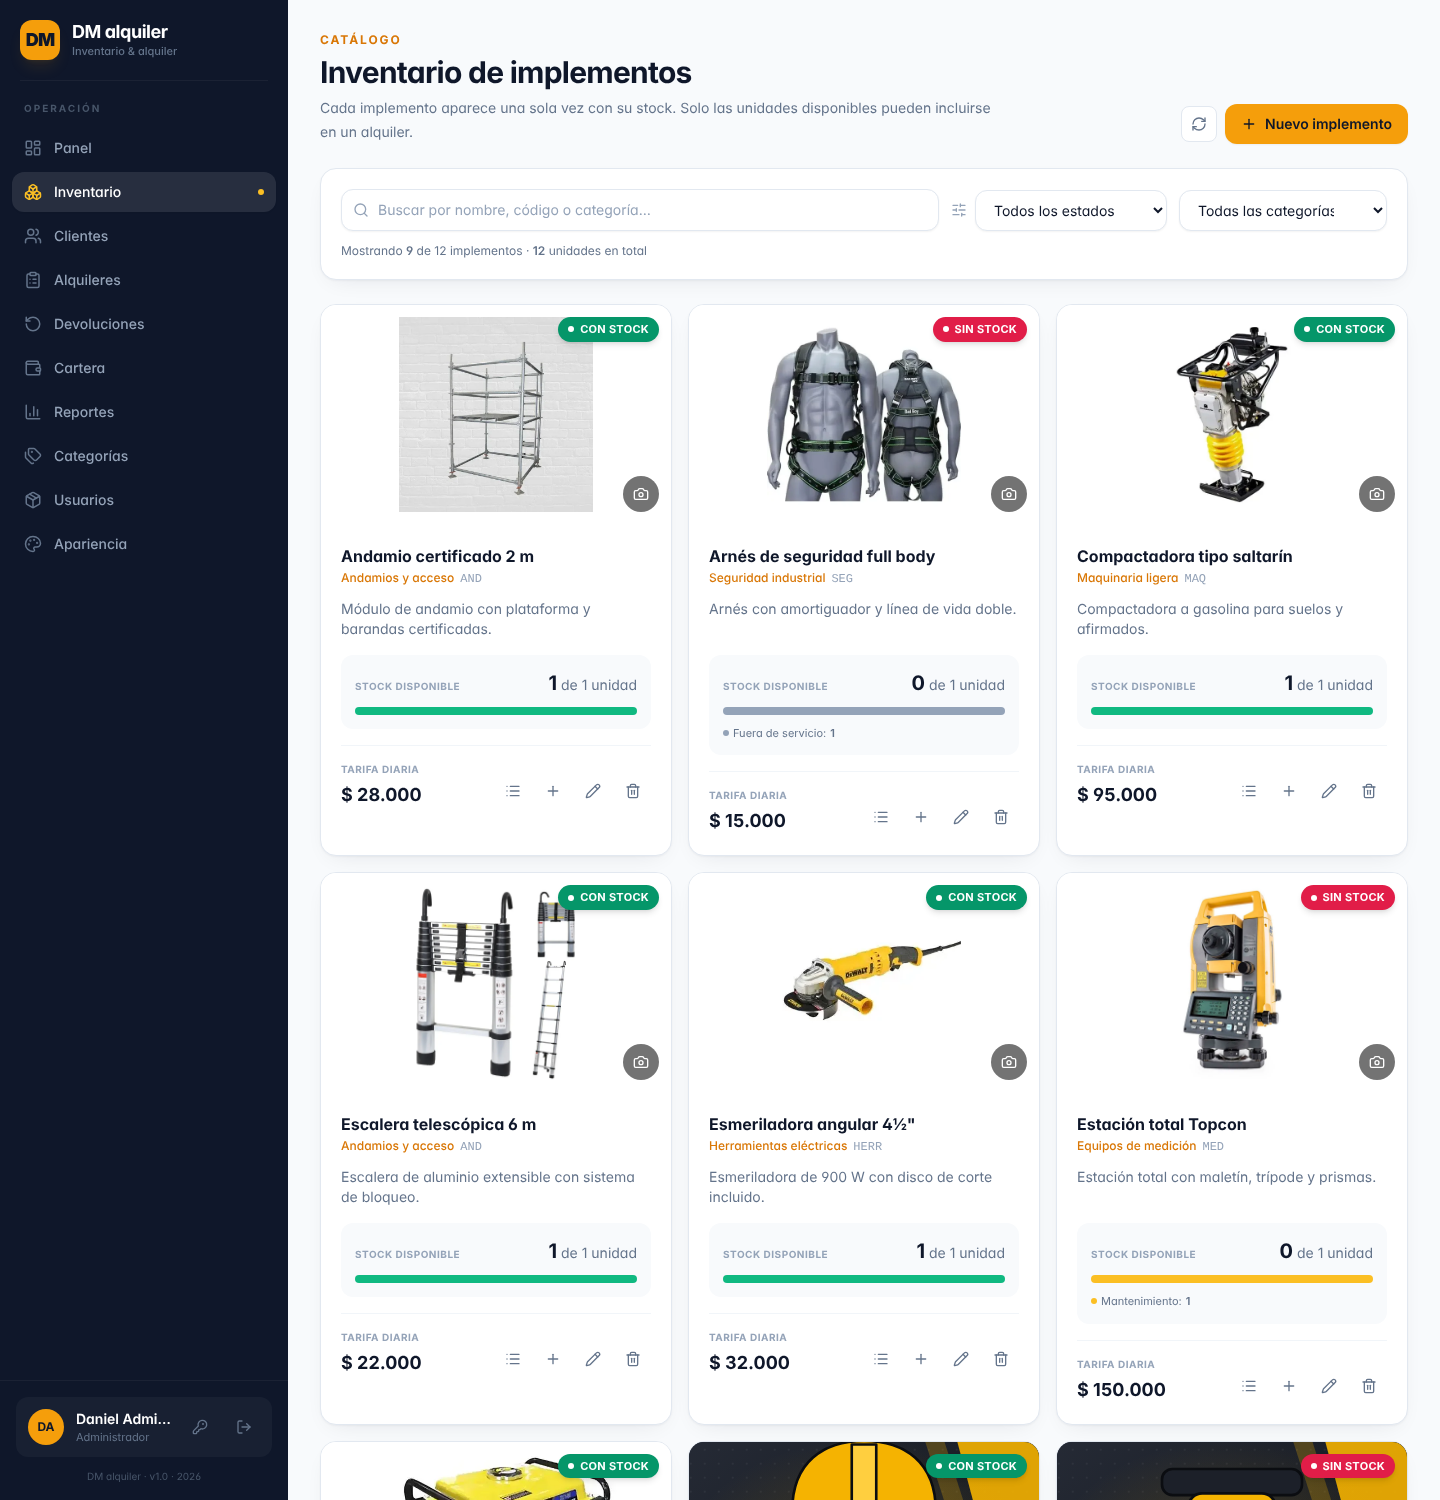 DM
DM alquiler
Inventario & alquiler
OPERACIÓN
Panel
Inventario
Clientes
Alquileres
Devoluciones
Cartera
Reportes
Categorías
Usuarios
Apariencia
DA
Daniel Admi...
Administrador
DM alquiler · v1.0 · 2026
CATÁLOGO
Inventario de implementos
Cada implemento aparece una sola vez con su stock. Solo las unidades disponibles pueden incluirse
en un alquiler.
Nuevo implemento
Buscar por nombre, código o categoría...
Todos los estados
Todas las categorías
Mostrando 9 de 12 implementos · 12 unidades en total
CON STOCK
Andamio certificado 2 m
Andamios y acceso AND
Módulo de andamio con plataforma y
barandas certificadas.
STOCK DISPONIBLE 1 de 1 unidad
TARIFA DIARIA
$ 28.000
SIN STOCK
Arnés de seguridad full body
Seguridad industrial SEG
Arnés con amortiguador y línea de vida doble.
STOCK DISPONIBLE 0 de 1 unidad
Fuera de servicio: 1
TARIFA DIARIA
$ 15.000
CON STOCK
Compactadora tipo saltarín
Maquinaria ligera MAQ
Compactadora a gasolina para suelos y
afirmados.
STOCK DISPONIBLE 1 de 1 unidad
TARIFA DIARIA
$ 95.000
CON STOCK
Escalera telescópica 6 m
Andamios y acceso AND
Escalera de aluminio extensible con sistema
de bloqueo.
STOCK DISPONIBLE 1 de 1 unidad
TARIFA DIARIA
$ 22.000
CON STOCK
DEWALT
Esmeriladora angular 4½"
Herramientas eléctricas HERR
Esmeriladora de 900 W con disco de corte
incluido.
STOCK DISPONIBLE 1 de 1 unidad
TARIFA DIARIA
$ 32.000
SIN STOCK
Estación total Topcon
Equipos de medición MED
Estación total con maletín, trípode y prismas.
STOCK DISPONIBLE 0 de 1 unidad
Mantenimiento: 1
TARIFA DIARIA
$ 150.000
CON STOCK
CON STOCK
SIN STOCK